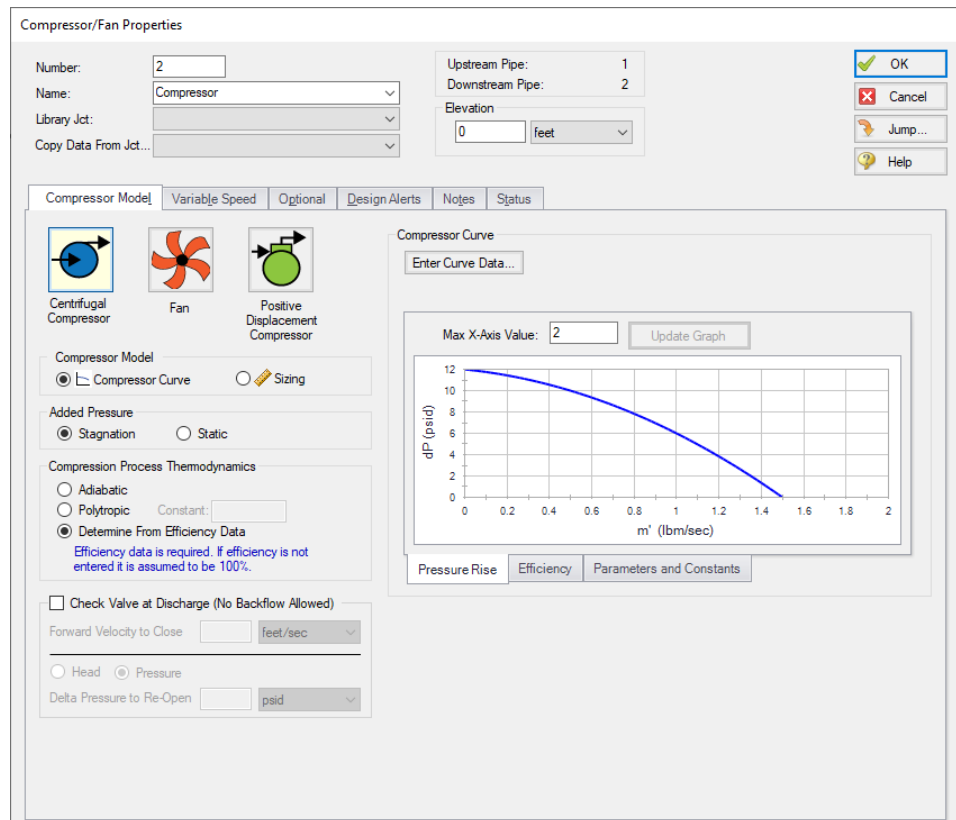 Compressor/Fan Properties
Number:
2
Name:
Compressor
Library Jct:
Copy Data From Jct...
Upstream Pipe:
1
Downstream Pipe:
2
Elevation
0
feet
OK
Cancel
Jump...
Help
Compressor Model
Variable Speed
Optional
Design Alerts
Notes
Status
Centrifugal
Compressor
Fan
Positive
Displacement
Compressor
Compressor Model
Compressor Curve
Sizing
Added Pressure
Stagnation
Static
Compression Process Thermodynamics
Adiabatic
Polytropic
Constant:
Determine From Efficiency Data
Efficiency data is required. If efficiency is not
entered it is assumed to be 100%.
Check Valve at Discharge (No Backflow Allowed)
Forward Velocity to Close
feet/sec
Head
Pressure
Delta Pressure to Re-Open
psid
Compressor Curve
Enter Curve Data...
Max X-Axis Value:
2
Update Graph
dP (psid)
12
10
8
6
4
2
0
0
0.2
0.4
0.6
0.8
1
1.2
1.4
1.6
1.8
2
m' (lbm/sec)
Pressure Rise
Efficiency
Parameters and Constants